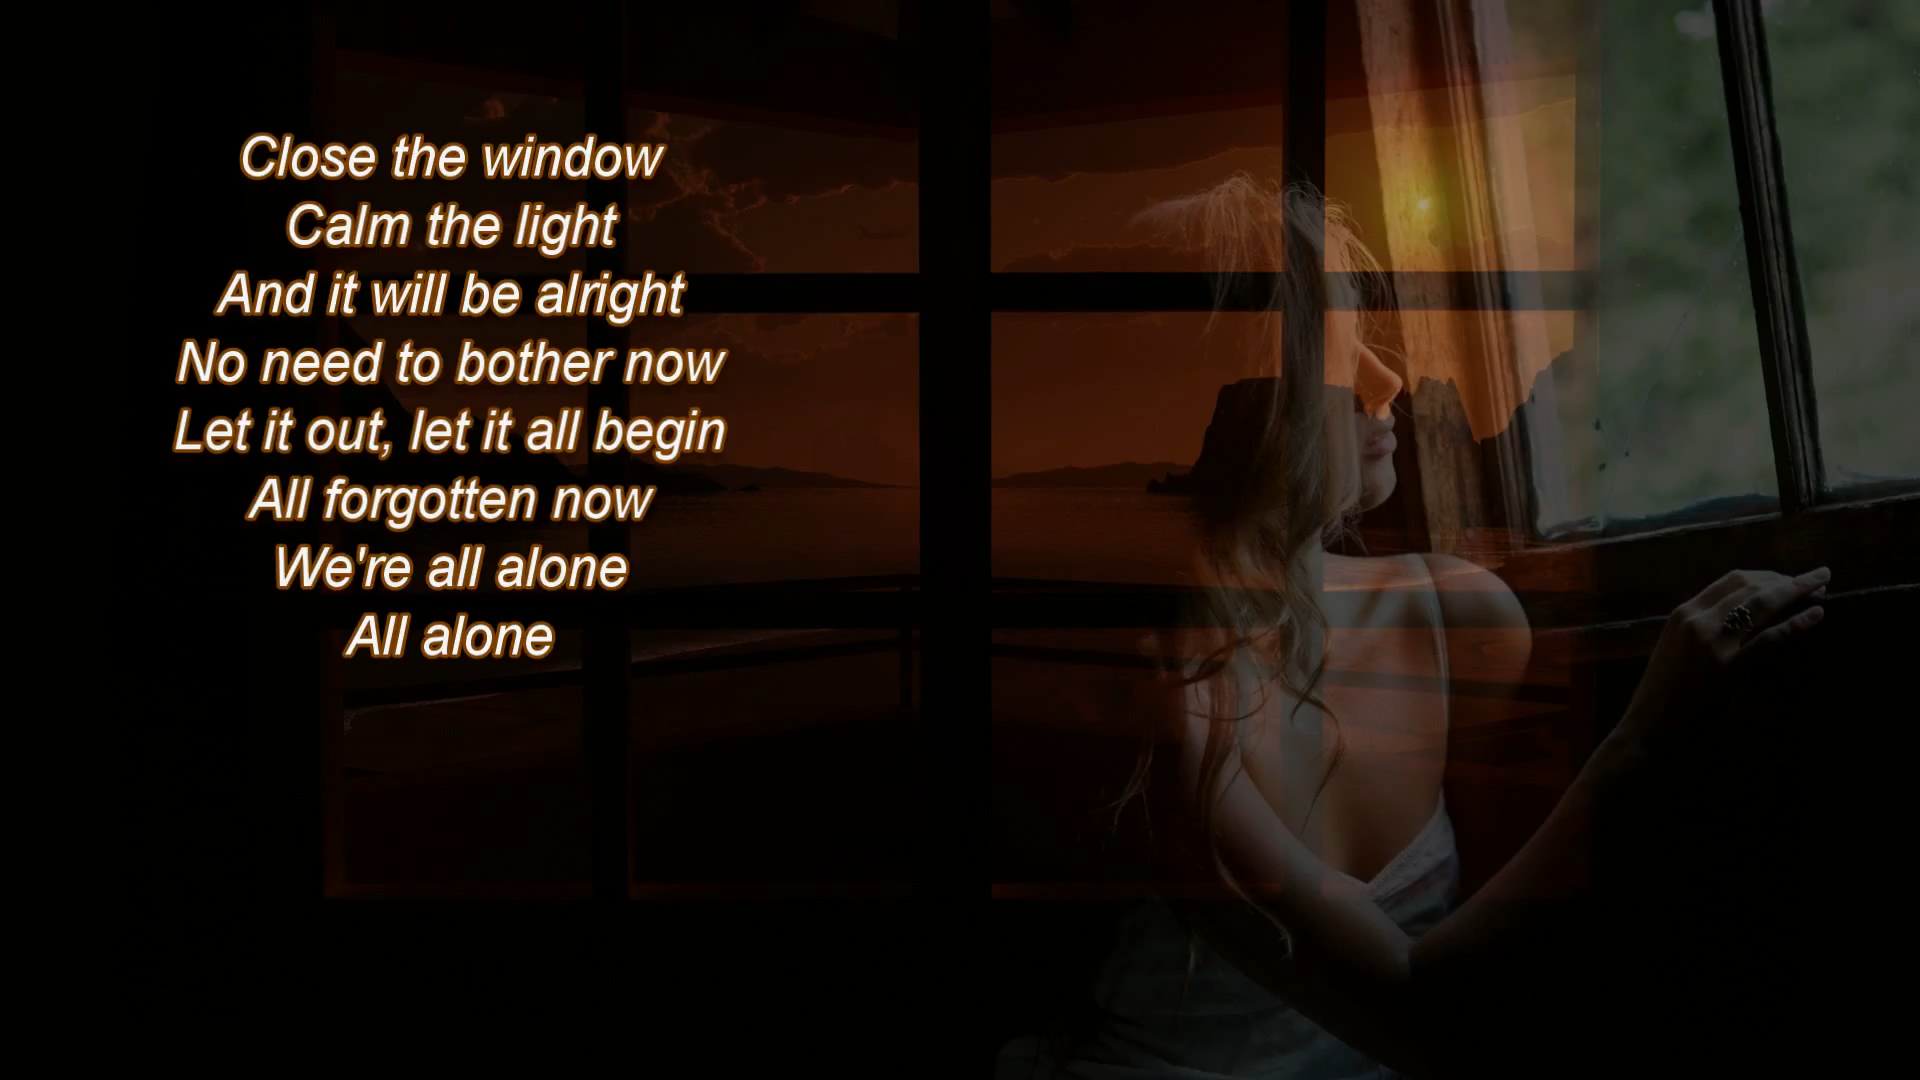 Close the window
Calm the light
And it will be alright
No need to bother now
Let it out, let it all begin
All forgotten now
We're all alone
All alone